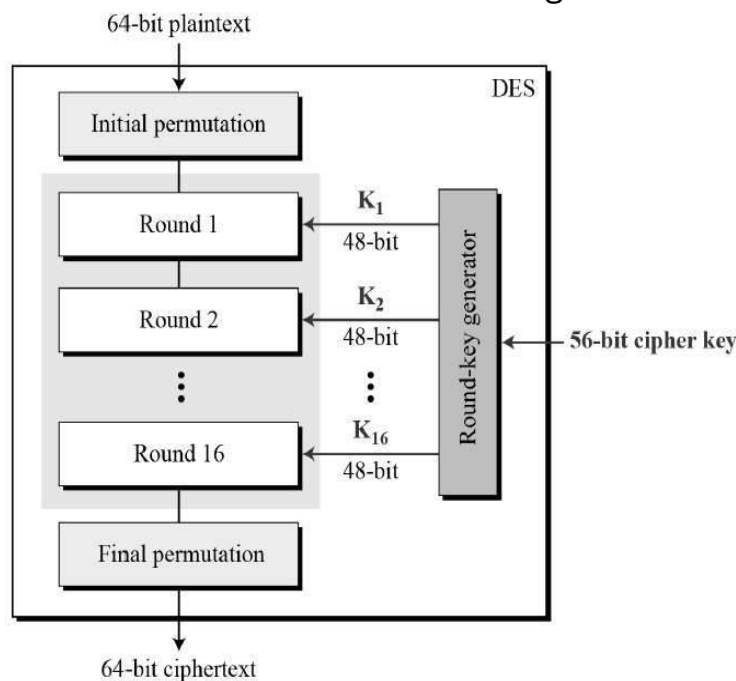 64-bit plaintext
DES
Initial permutation
Round 1
K1
48-bit
Round 2
K2
48-bit
Round-key generator
56-bit cipher key
Round 16
K16
48-bit
Final permutation
64-bit ciphertext